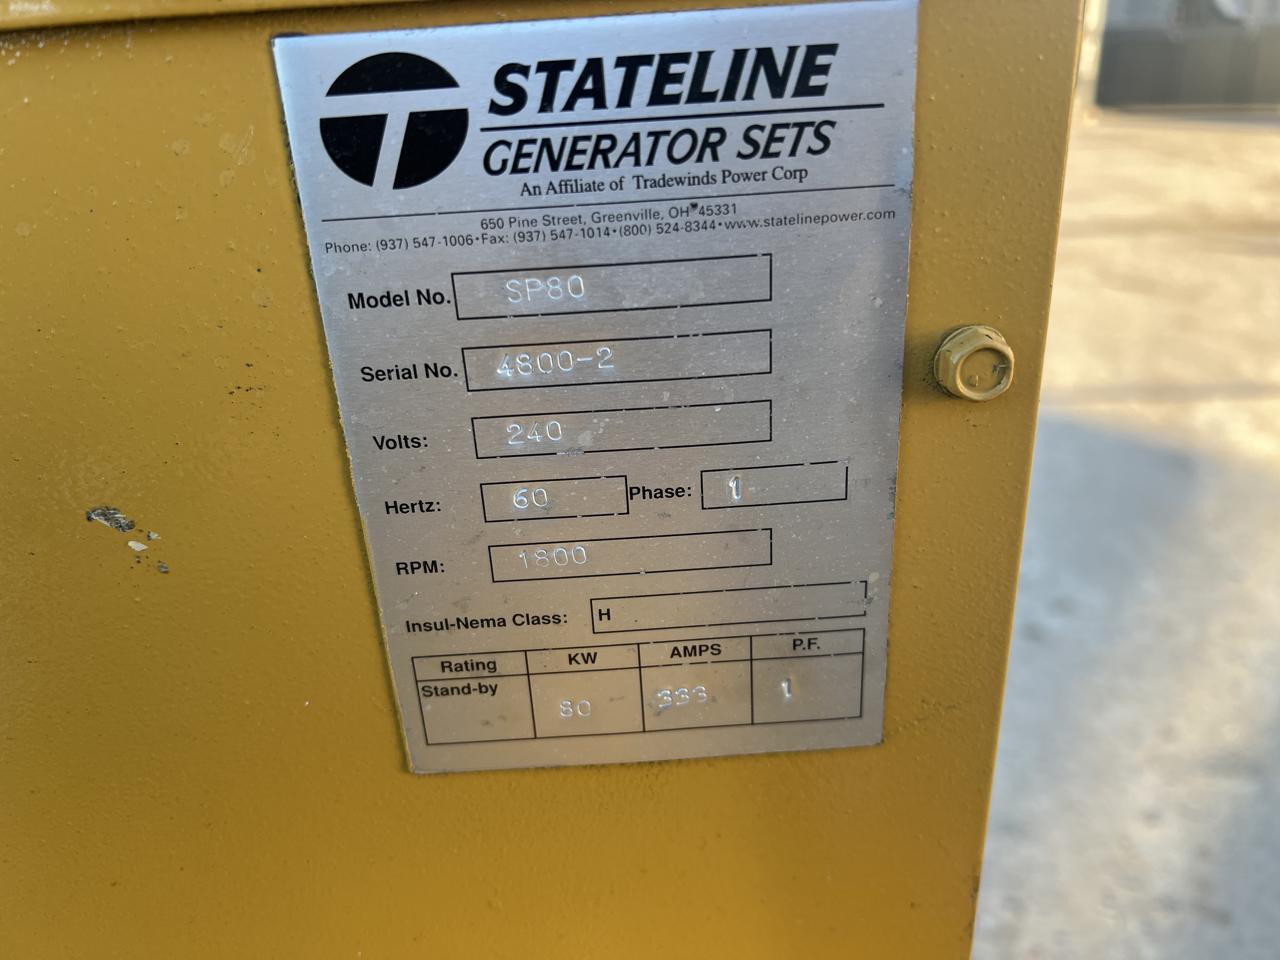 STATELINE
GENERATOR SETS
An Affiliate of Tradewinds Power Corp
650 Pine Street, Greenville, OH 45331
Phone: (937) 547-1006•Fax: (937) 547-1014•(800) 524-8344•www.statelinepower.com
Model No. SP80
Serial No. 4800-2
Volts: 240
Hertz: 60 Phase: 1
RPM: 1800
Insul-Nema Class: H
Rating KW AMPS P.F.
Stand-by 80 333 1